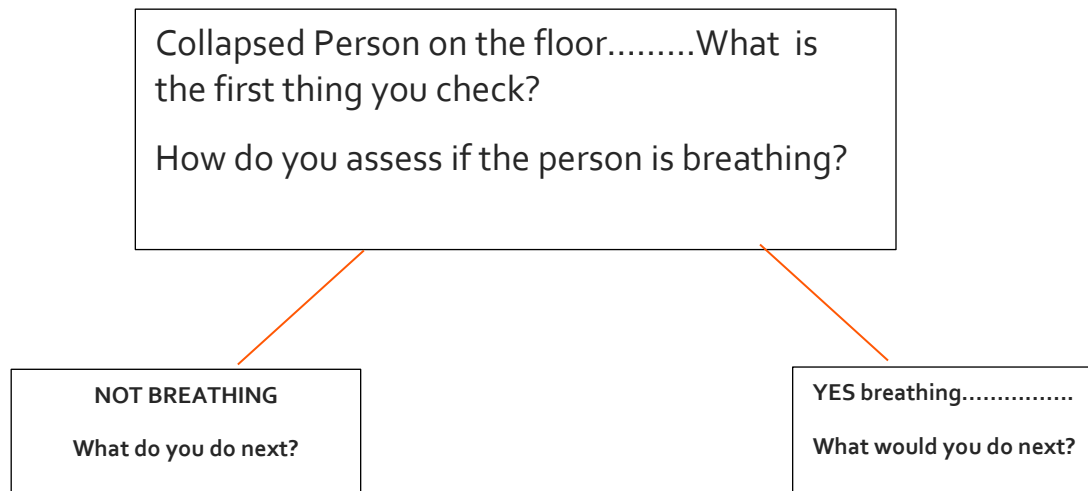 Collapsed Person on the floor.........What is
the first thing you check?
How do you assess if the person is breathing?
NOT BREATHING
What do you do next?
YES breathing.................
What would you do next?